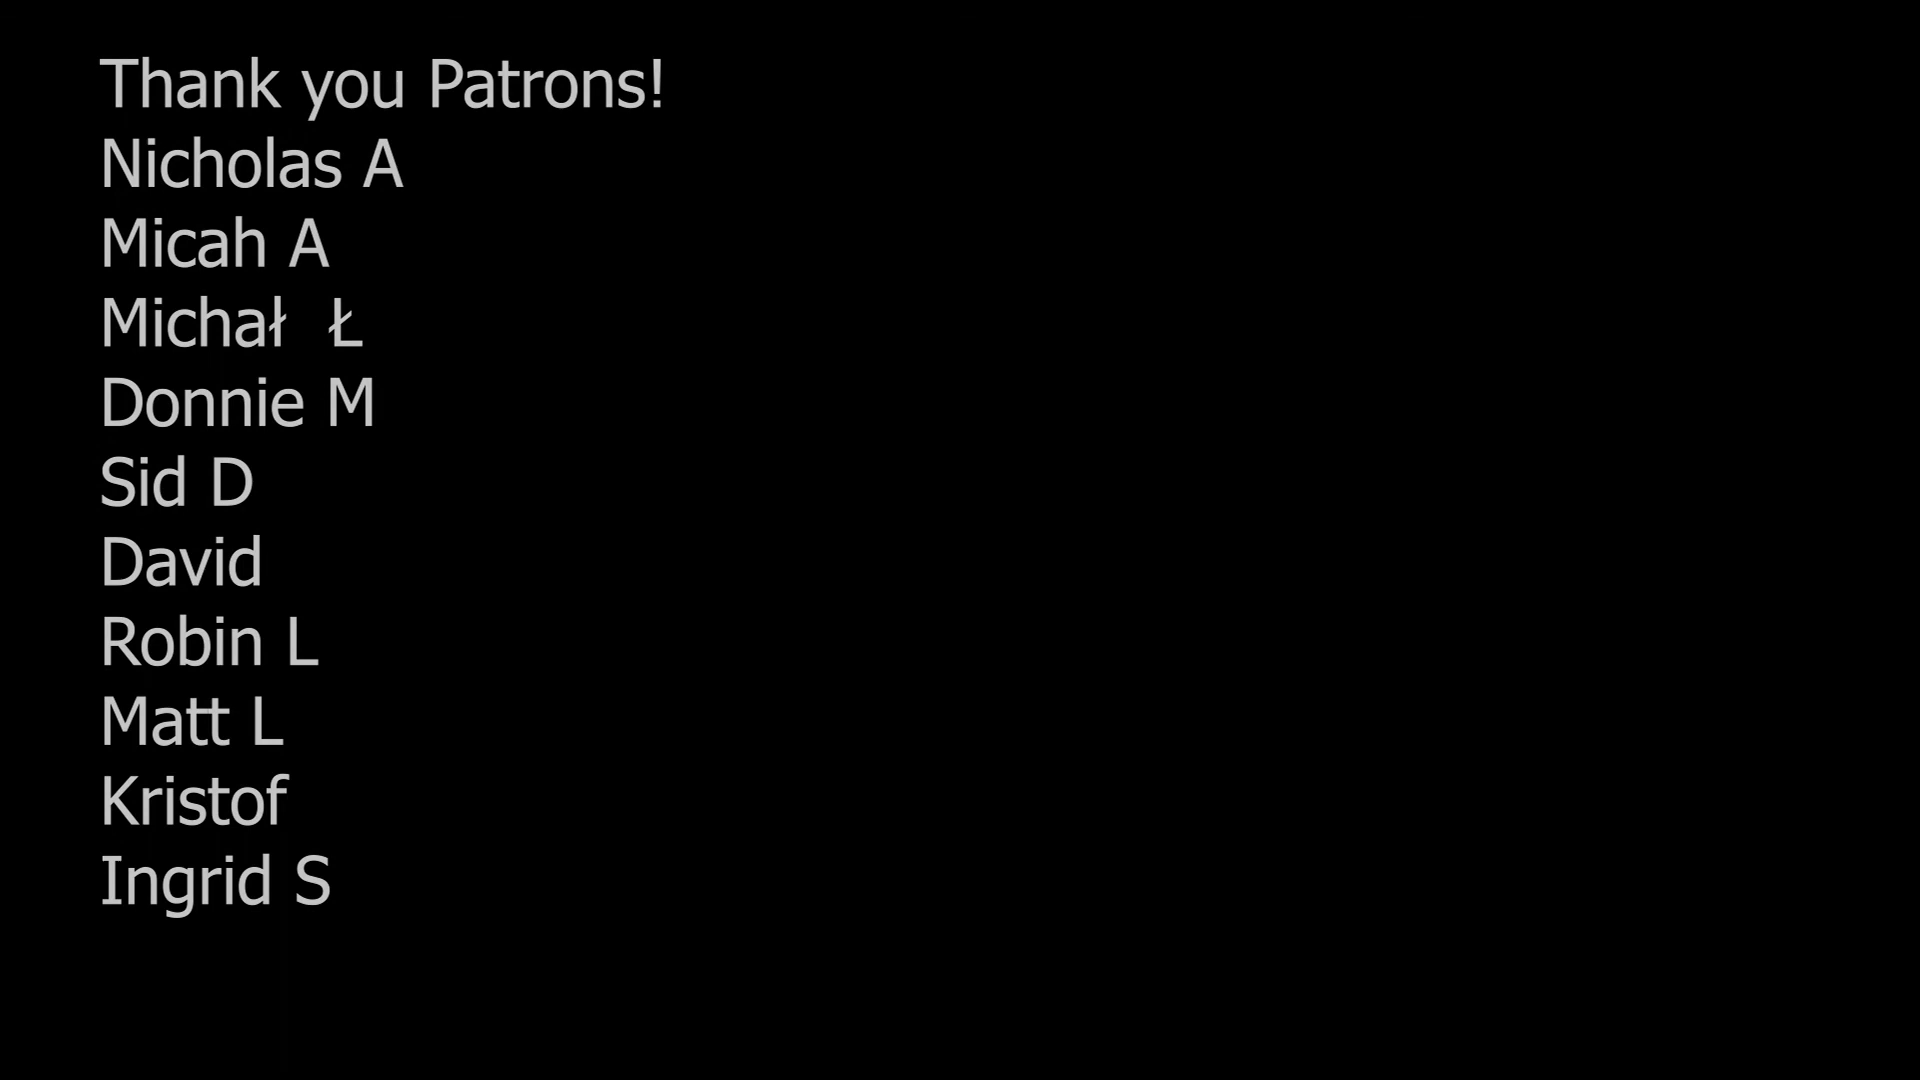 Thank you Patrons!
Nicholas A
Micah A
Michał  Ł
Donnie M
Sid D
David
Robin L
Matt L
Kristof
Ingrid S